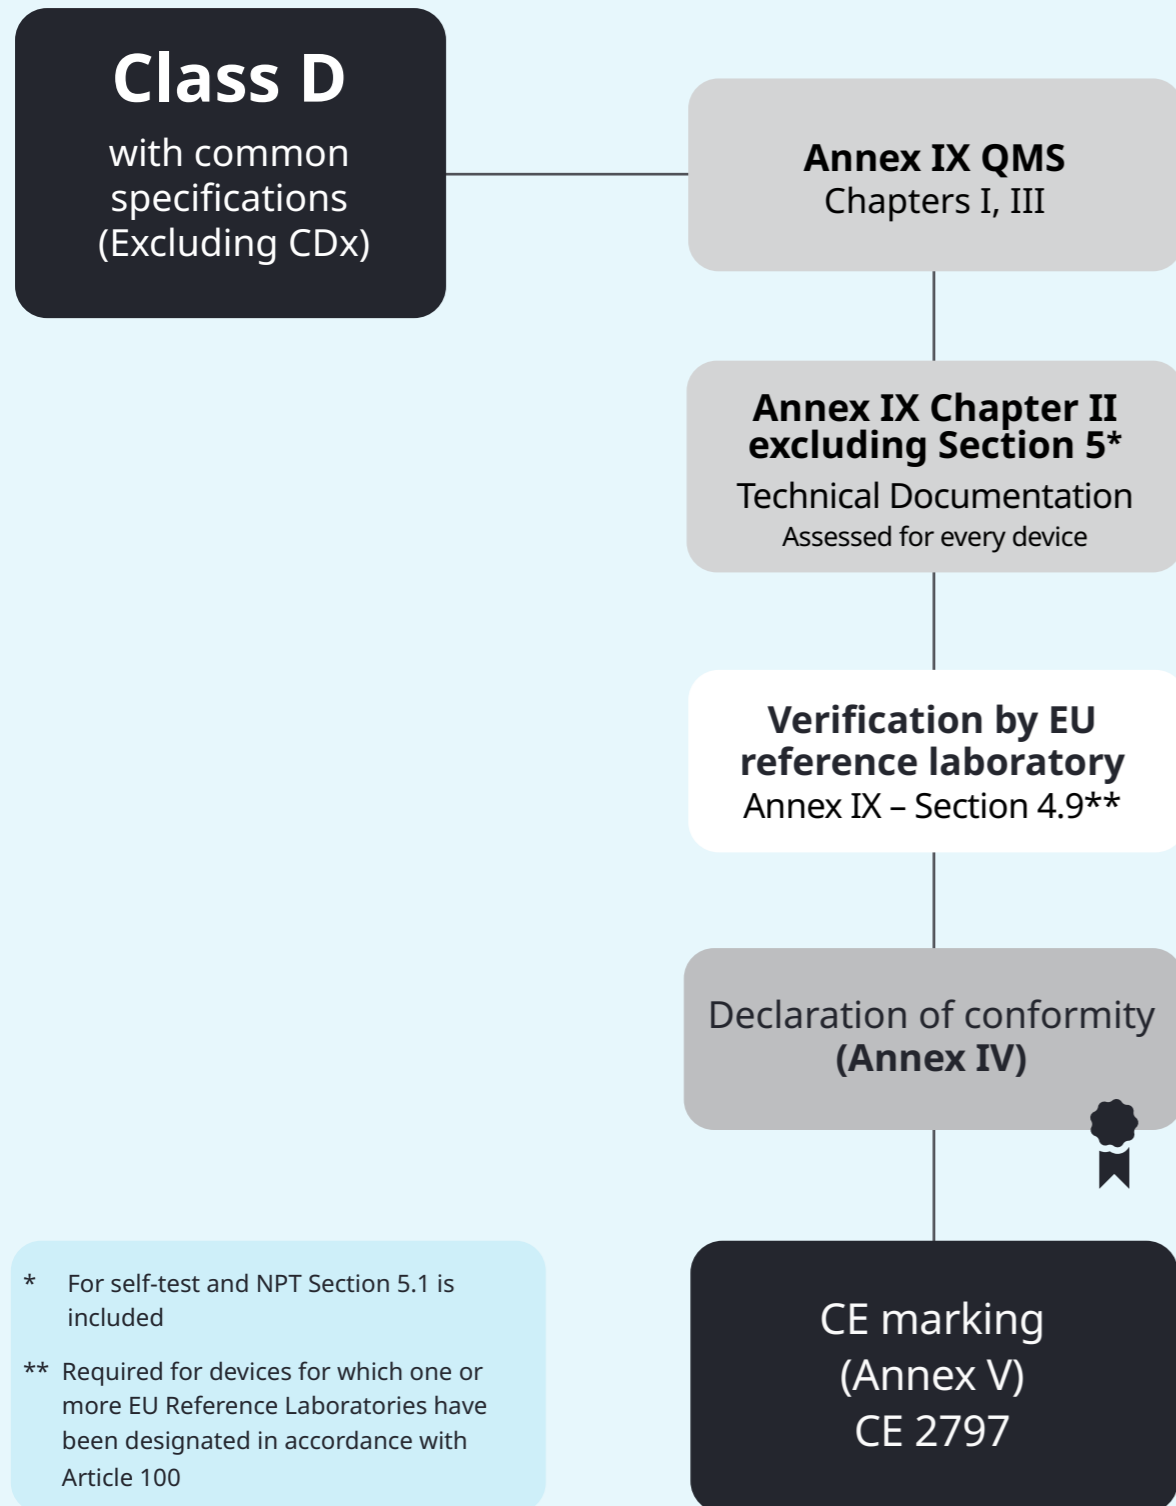 Class D
with common
specifications
(Excluding CDx)
Annex IX QMS
Chapters I, III
Annex IX Chapter II
excluding Section 5*
Technical Documentation
Assessed for every device
Verification by EU
reference laboratory
Annex IX – Section 4.9**
Declaration of conformity
(Annex IV)
* For self-test and NPT Section 5.1 is
included
** Required for devices for which one or
more EU Reference Laboratories have
been designated in accordance with
Article 100
CE marking
(Annex V)
CE 2797